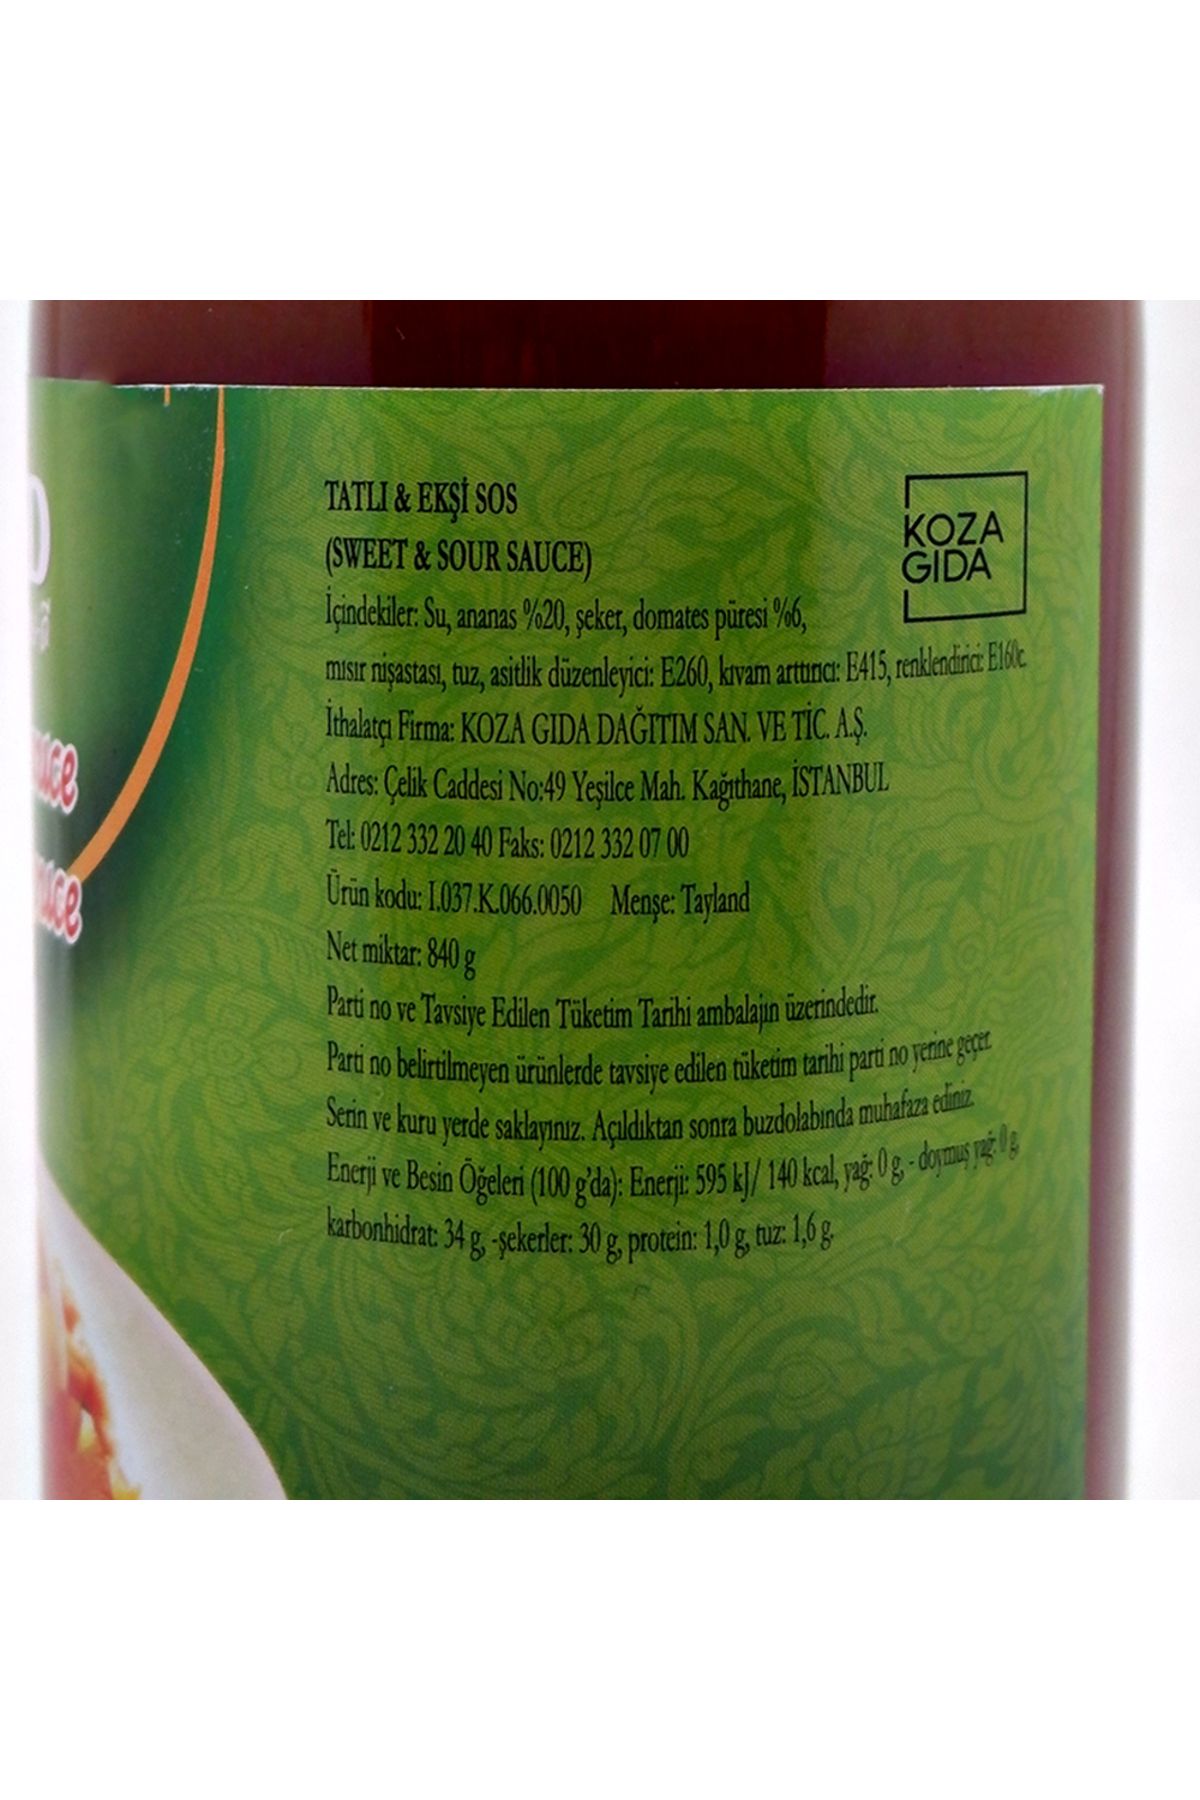 TATLI & EKŞİ SOS
(SWEET & SOUR SAUCE)
KOZA
GIDA
İçindekiler: Su, ananas %20, şeker, domates püresi %6,
mısır nişastası, tuz, asitlik düzenleyici: E260, kıvam arttırıcı: E415, renklendirici: E160c.
İthalatçı Firma: KOZA GIDA DAĞITIM SAN. VE TİC. A.Ş.
Adres: Çelik Caddesi No:49 Yeşilce Mah. Kağıthane, İSTANBUL
Tel: 0212 332 20 40 Faks: 0212 332 07 00
Ürün kodu: I.037.K.066.0050 Menşe: Tayland
Net miktar: 840 g
Parti no ve Tavsiye Edilen Tüketim Tarihi ambalajın üzerindedir.
Parti no belirtilmeyen ürünlerde tavsiye edilen tüketim tarihi parti no yerine geçer.
Serin ve kuru yerde saklayınız. Açıldıktan sonra buzdolabında muhafaza ediniz.
Enerji ve Besin Öğeleri (100 g'da): Enerji: 595 kJ/ 140 kcal, yağ: 0 g, - doymuş yağ: 0 g,
karbonhidrat: 34 g, -şekerler: 30 g, protein: 1,0 g, tuz: 1,6 g.